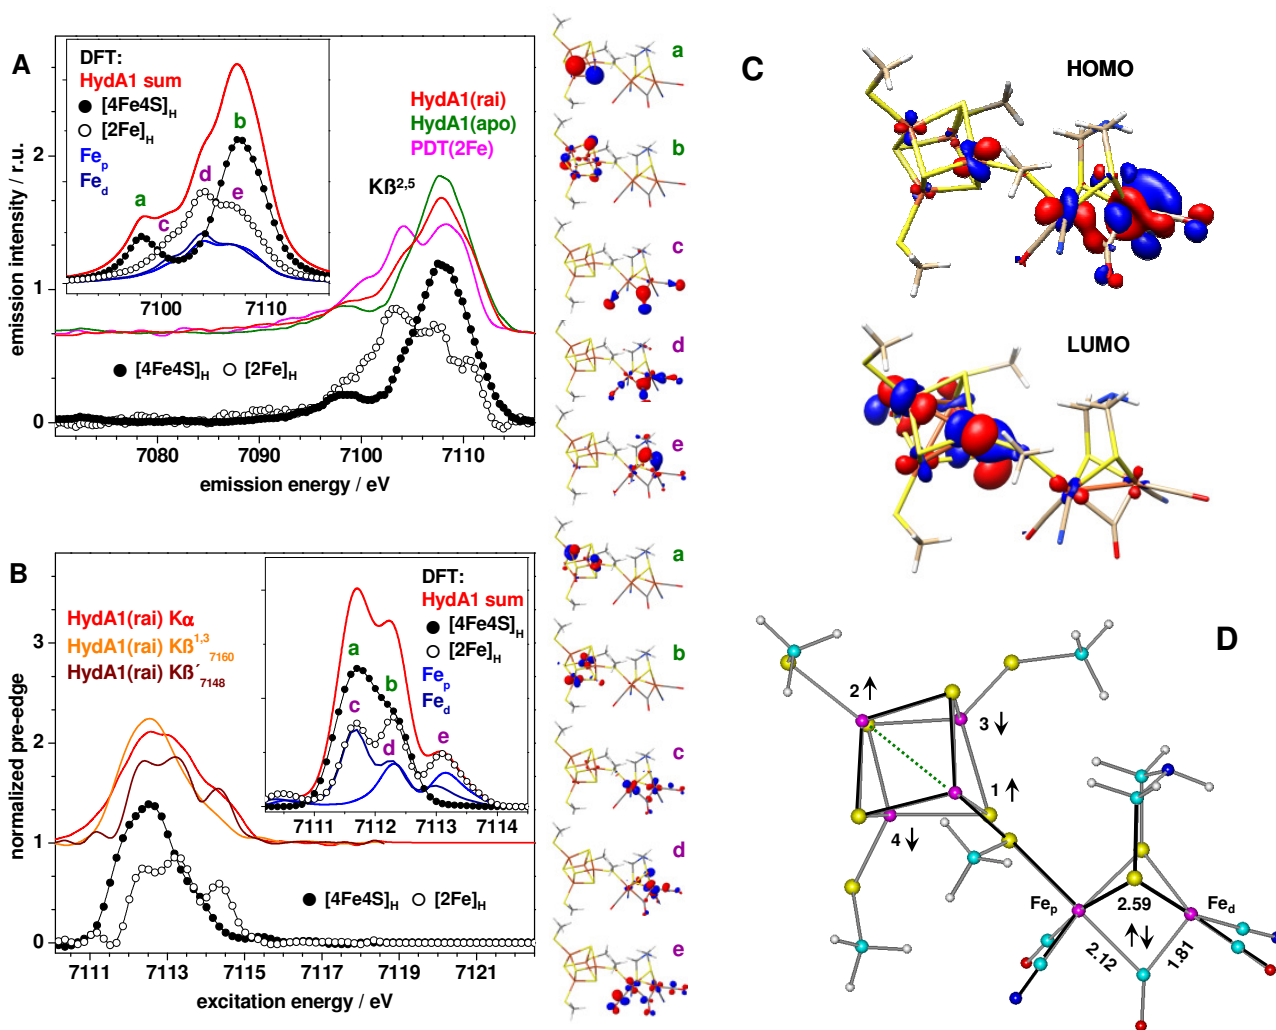 A
DFT:
HydA1 sum
[4Fe4S]H
[2Fe]H
Fep
Fed
a
b
c
d
e
7100
7110
HydA1(rai)
HydA1(apo)
PDT(2Fe)
Kß2,5
[4Fe4S]H
[2Fe]H
0
1
2
emission intensity / r.u.
7080
7090
7100
7110
emission energy / eV
a
b
c
d
e
B
HydA1(rai) Kα
HydA1(rai) Kß1,3 7160
HydA1(rai) Kß´ 7148
DFT:
HydA1 sum
[4Fe4S]H
[2Fe]H
Fep
Fed
a
b
c
d
e
7111
7112
7113
7114
[4Fe4S]H
[2Fe]H
0
1
2
3
normalized pre-edge
7111
7113
7115
7117
7119
7121
excitation energy / eV
a
b
c
d
e
C
HOMO
LUMO
D
2↑
3↓
1↑
4↓
Fep
Fed
2.59
↑↓
2.12
1.81